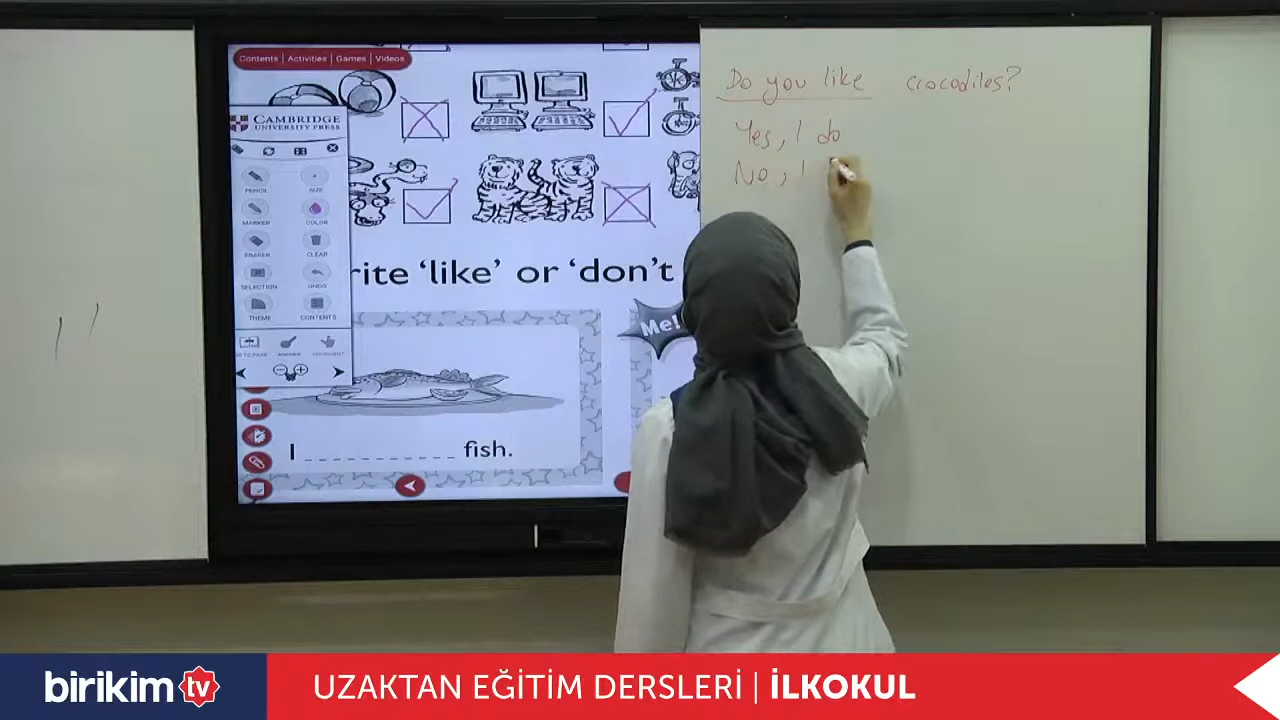 Contents | Activities | Games | Videos
CAMBRIDGE
UNIVERSITY PRESS
PENCIL SIZE
MARKER COLOR
ERASER CLEAR
SELECTION UNDO
THEME CONTENTS
ANSWER
rite ‘like’ or ‘don’t
Me!
I _ _ _ _ _ _ _ _ _ _ _ fish.
Do you like crocodiles?
Yes, I do
No, I
birikim tv
UZAKTAN EĞİTİM DERSLERİ | İLKOKUL